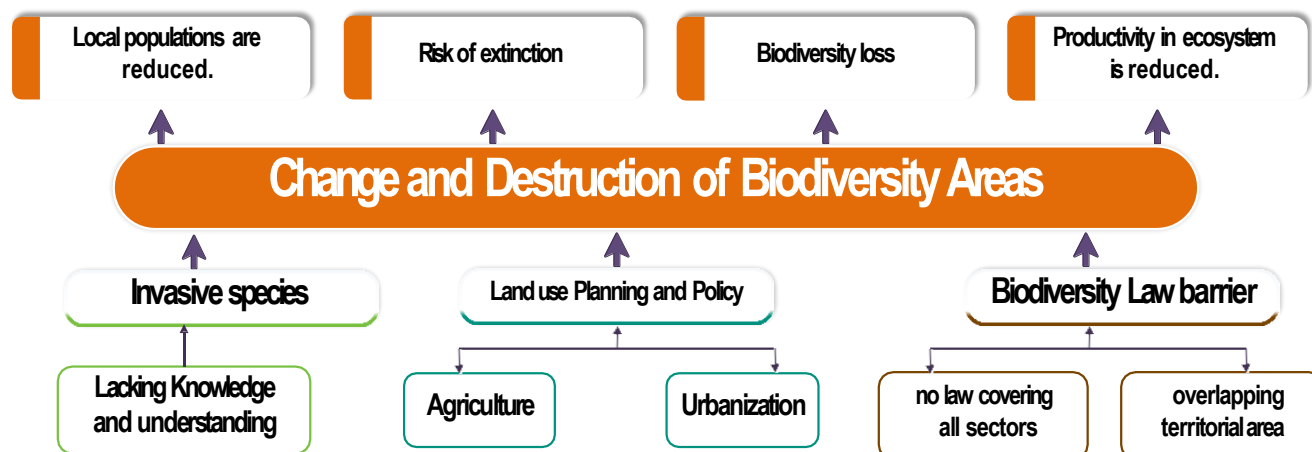 Local populations are
reduced.
Risk of extinction
Biodiversity loss
Productivity in ecosystem
is reduced.
Change and Destruction of Biodiversity Areas
Invasive species
Land use Planning and Policy
Biodiversity Law barrier
Lacking Knowledge
and understanding
Agriculture
Urbanization
no law covering
all sectors
overlapping
territorial area